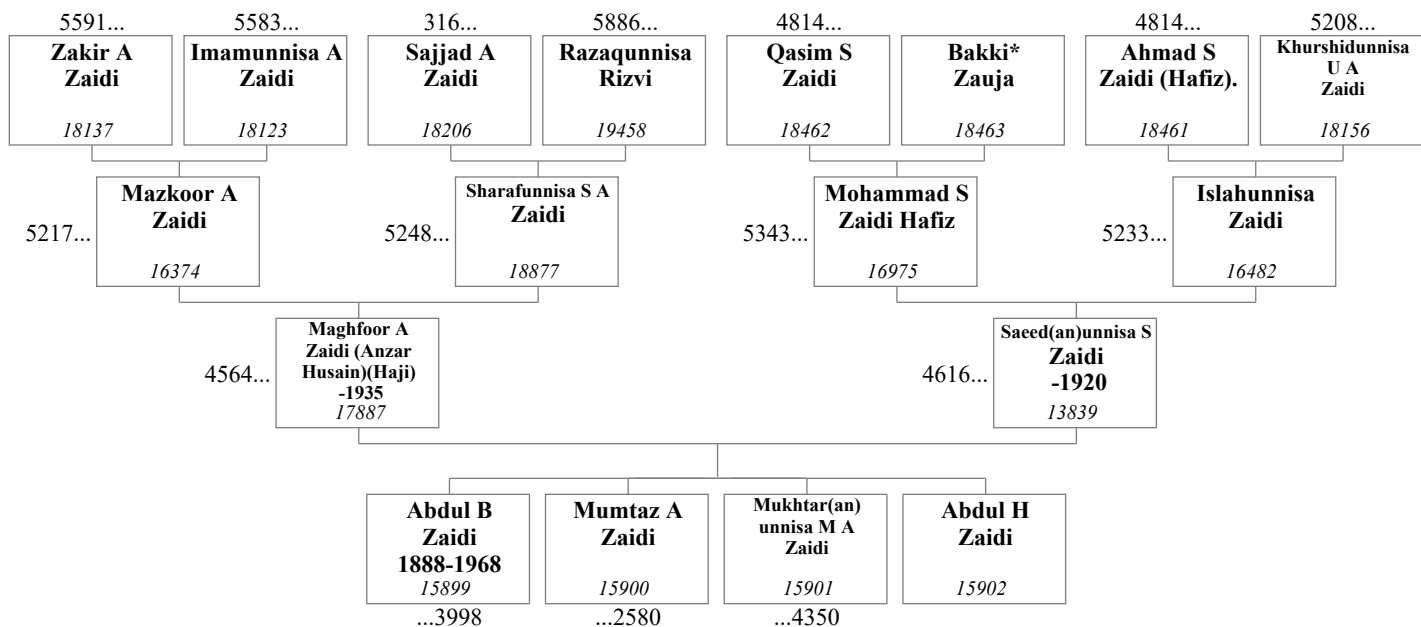 5591...
5583...
316...
5886...
4814...
4814...
5208...
Zakir A
Zaidi
18137
Imamunnisa A
Zaidi
18123
Sajjad A
Zaidi
18206
Razaqunnisa
Rizvi
19458
Qasim S
Zaidi
18462
Bakki*
Zauja
18463
Ahmad S
Zaidi (Hafiz).
18461
Khurshidunnisa
U A
Zaidi
18156
5217...
Mazkoor A
Zaidi
16374
5248...
Sharafunnisa S A
Zaidi
18877
5343...
Mohammad S
Zaidi Hafiz
16975
5233...
Islahunnisa
Zaidi
16482
4564...
Maghfoor A
Zaidi (Anzar
Husain)(Haji)
-1935
17887
4616...
Saeed(an)unnisa S
Zaidi
-1920
13839
Abdul B
Zaidi
1888-1968
15899
...3998
Mumtaz A
Zaidi
15900
...2580
Mukhtar(an)
unnisa M A
Zaidi
15901
...4350
Abdul H
Zaidi
15902